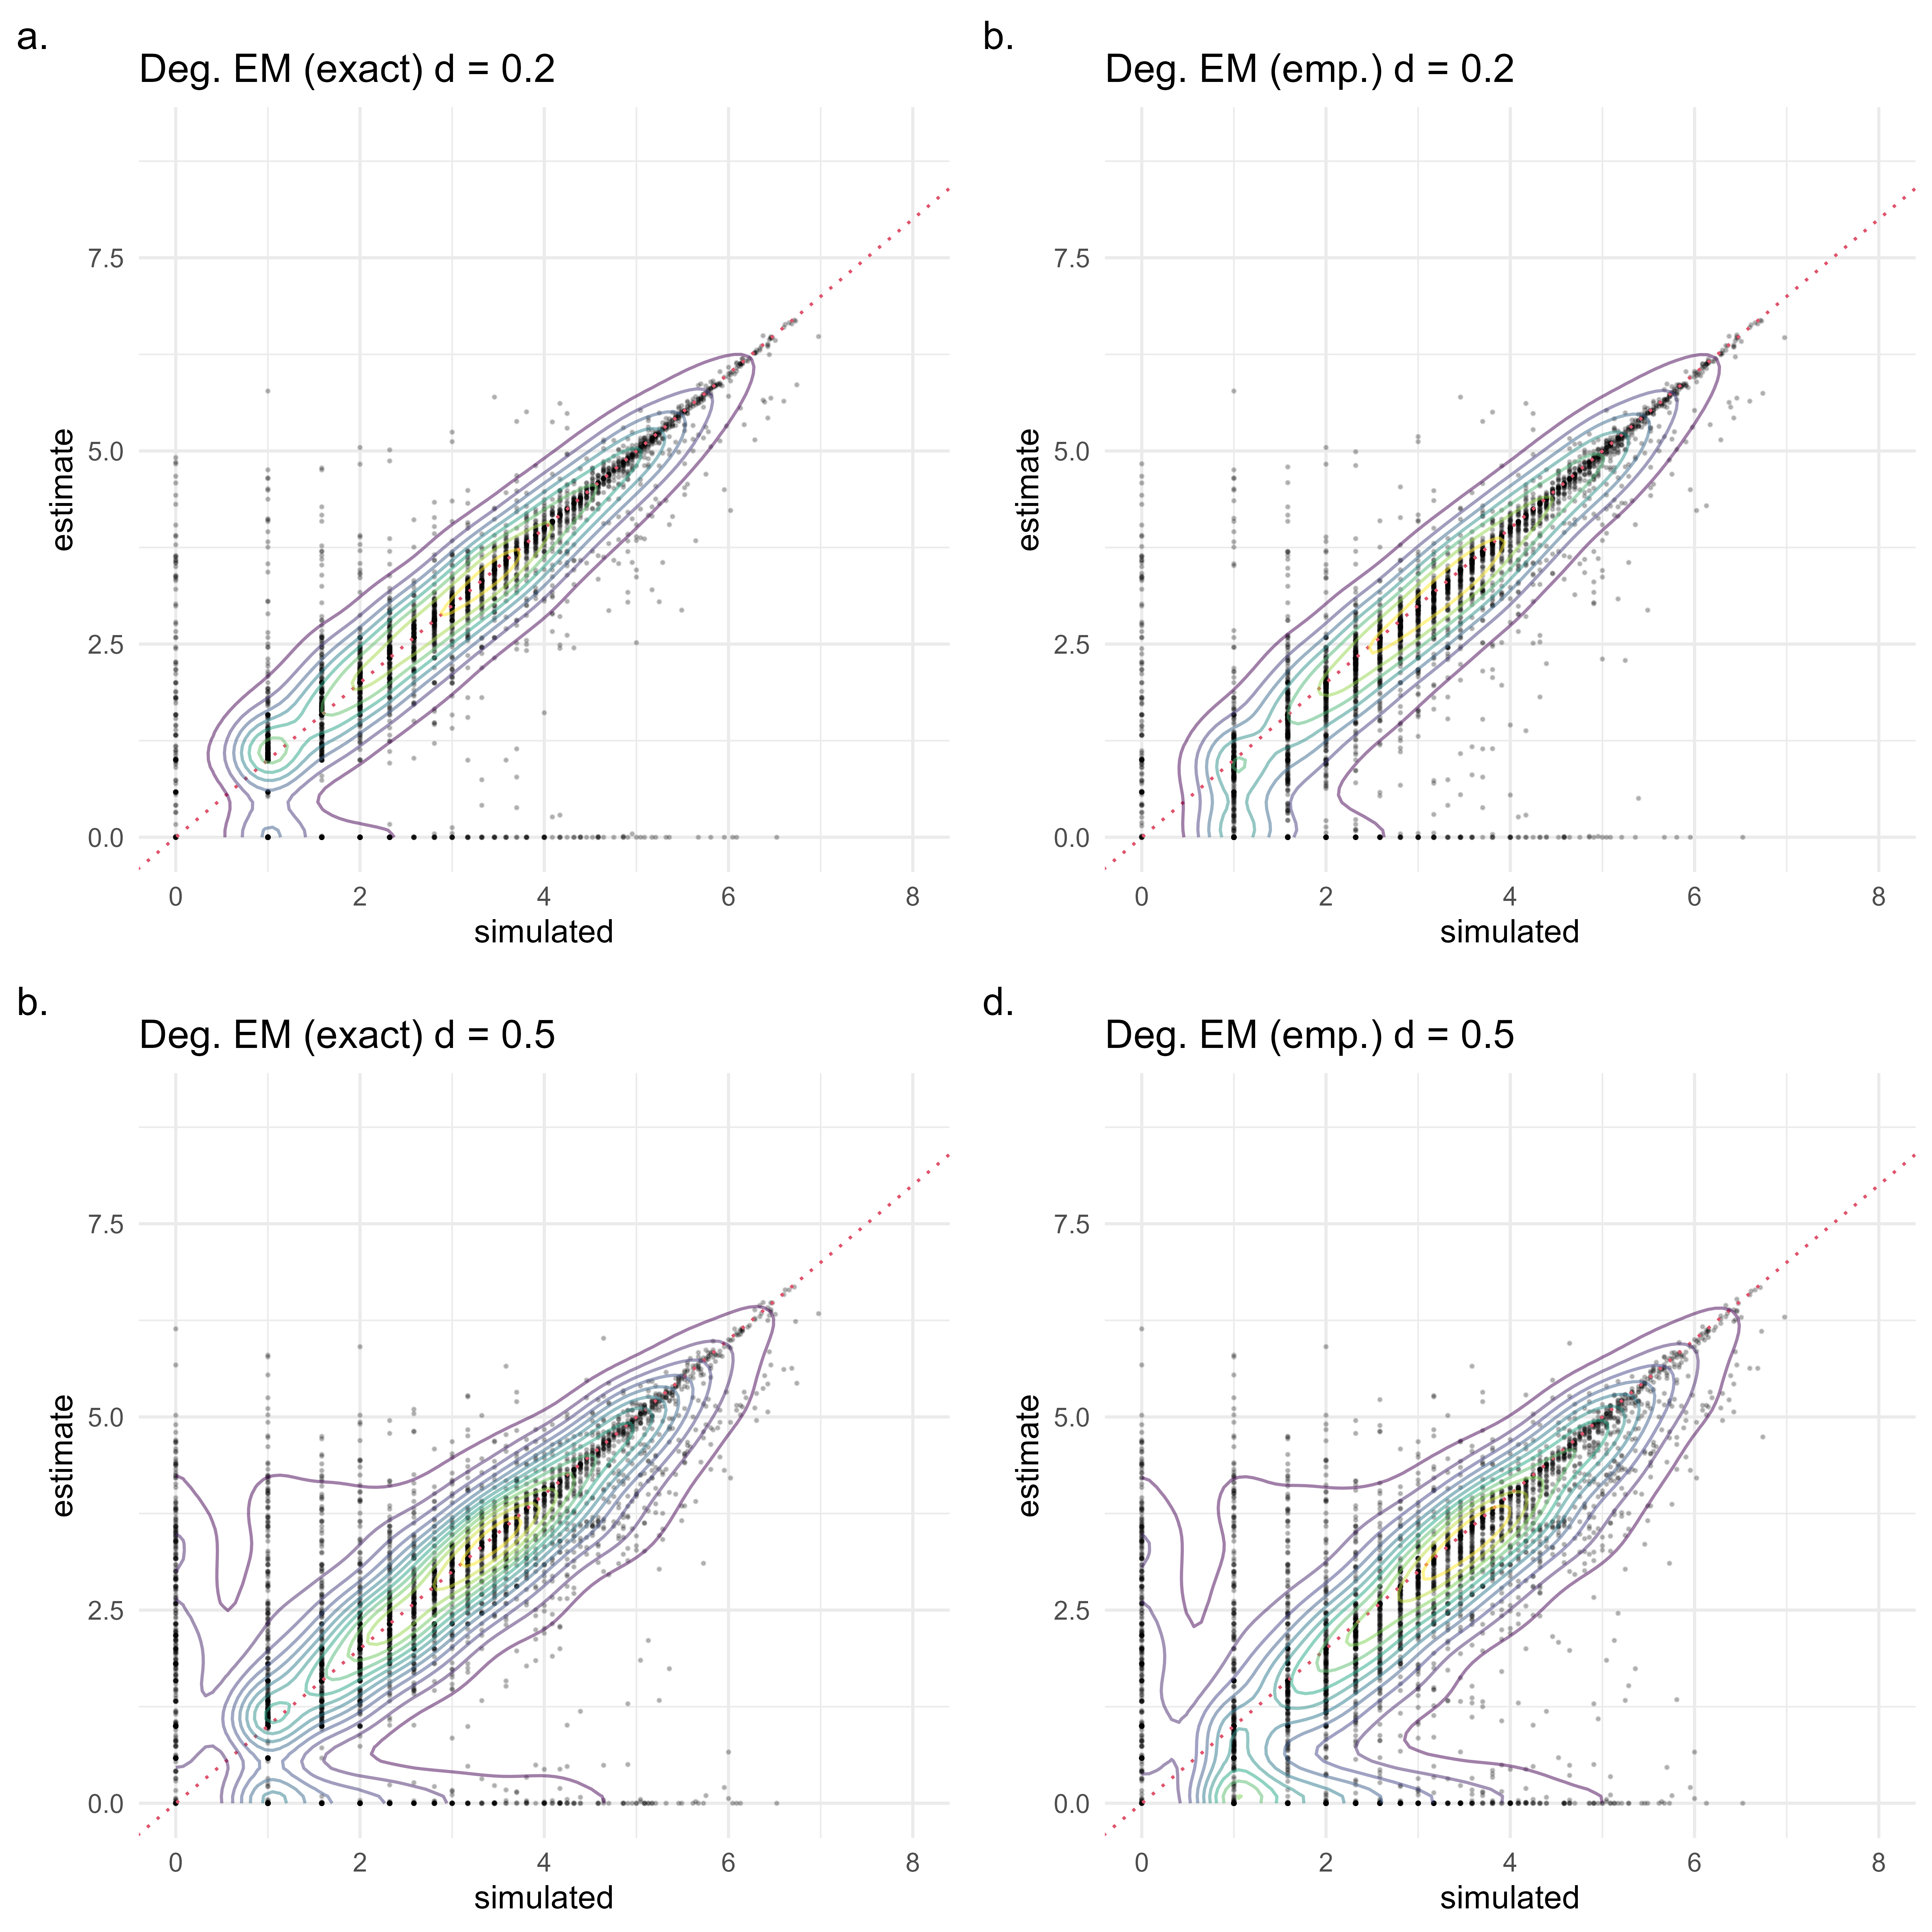 a.
Deg. EM (exact) d = 0.2
7.5
5.0
2.5
0.0
estimate
0 2 4 6 8
simulated
b.
Deg. EM (emp.) d = 0.2
7.5
5.0
2.5
0.0
estimate
0 2 4 6 8
simulated
b.
Deg. EM (exact) d = 0.5
7.5
5.0
2.5
0.0
estimate
0 2 4 6 8
simulated
d.
Deg. EM (emp.) d = 0.5
7.5
5.0
2.5
0.0
estimate
0 2 4 6 8
simulated